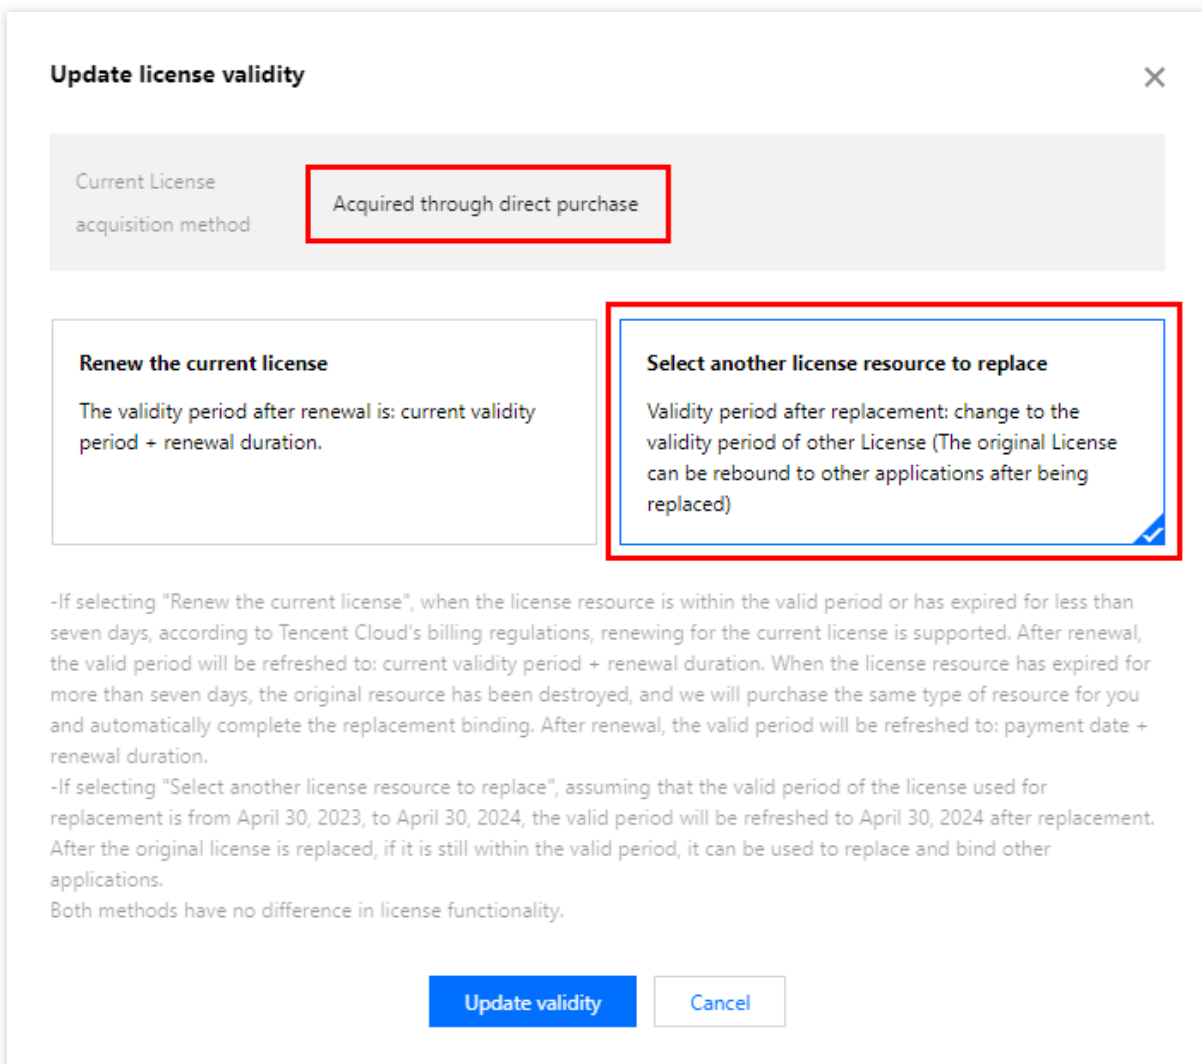 Update license validity
Current License
acquisition method
Acquired through direct purchase
Renew the current license
The validity period after renewal is: current validity
period + renewal duration.
Select another license resource to replace
Validity period after replacement: change to the
validity period of other License (The original License
can be rebound to other applications after being
replaced)
-If selecting "Renew the current license", when the license resource is within the valid period or has expired for less than
seven days, according to Tencent Cloud's billing regulations, renewing for the current license is supported. After renewal,
the valid period will be refreshed to: current validity period + renewal duration. When the license resource has expired for
more than seven days, the original resource has been destroyed, and we will purchase the same type of resource for you
and automatically complete the replacement binding. After renewal, the valid period will be refreshed to: payment date +
renewal duration.
-If selecting "Select another license resource to replace", assuming that the valid period of the license used for
replacement is from April 30, 2023, to April 30, 2024, the valid period will be refreshed to April 30, 2024 after replacement.
After the original license is replaced, if it is still within the valid period, it can be used to replace and bind other
applications.
Both methods have no difference in license functionality.
Update validity
Cancel